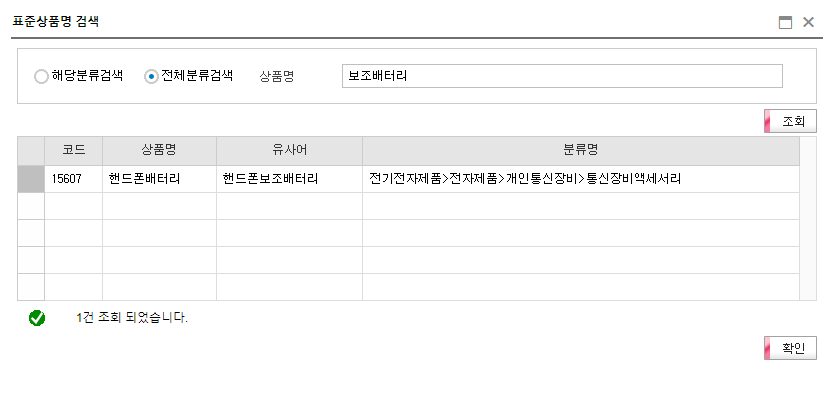 표준상품명 검색
해당분류검색 전체분류검색 상품명 보조배터리
조회
코드 상품명 유사어 분류명
15607 핸드폰배터리 핸드폰보조배터리 전기전자제품>전자제품>개인통신장비>통신장비액세서리
1건 조회 되었습니다.
확인